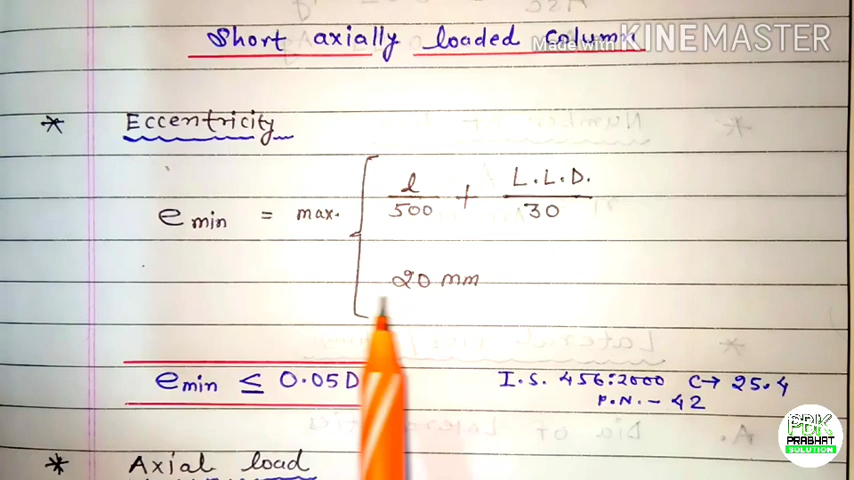 Short axially loaded column
Made with KINEMASTER
* Eccentricity
e min = max. { l/500 + L.L.D./30
20 mm
e min ≤ 0.05D
I.S. 456:2000 C→ 25.4
P.N. - 42
* Axial load
PBK
PRABHAT
SOLUTION